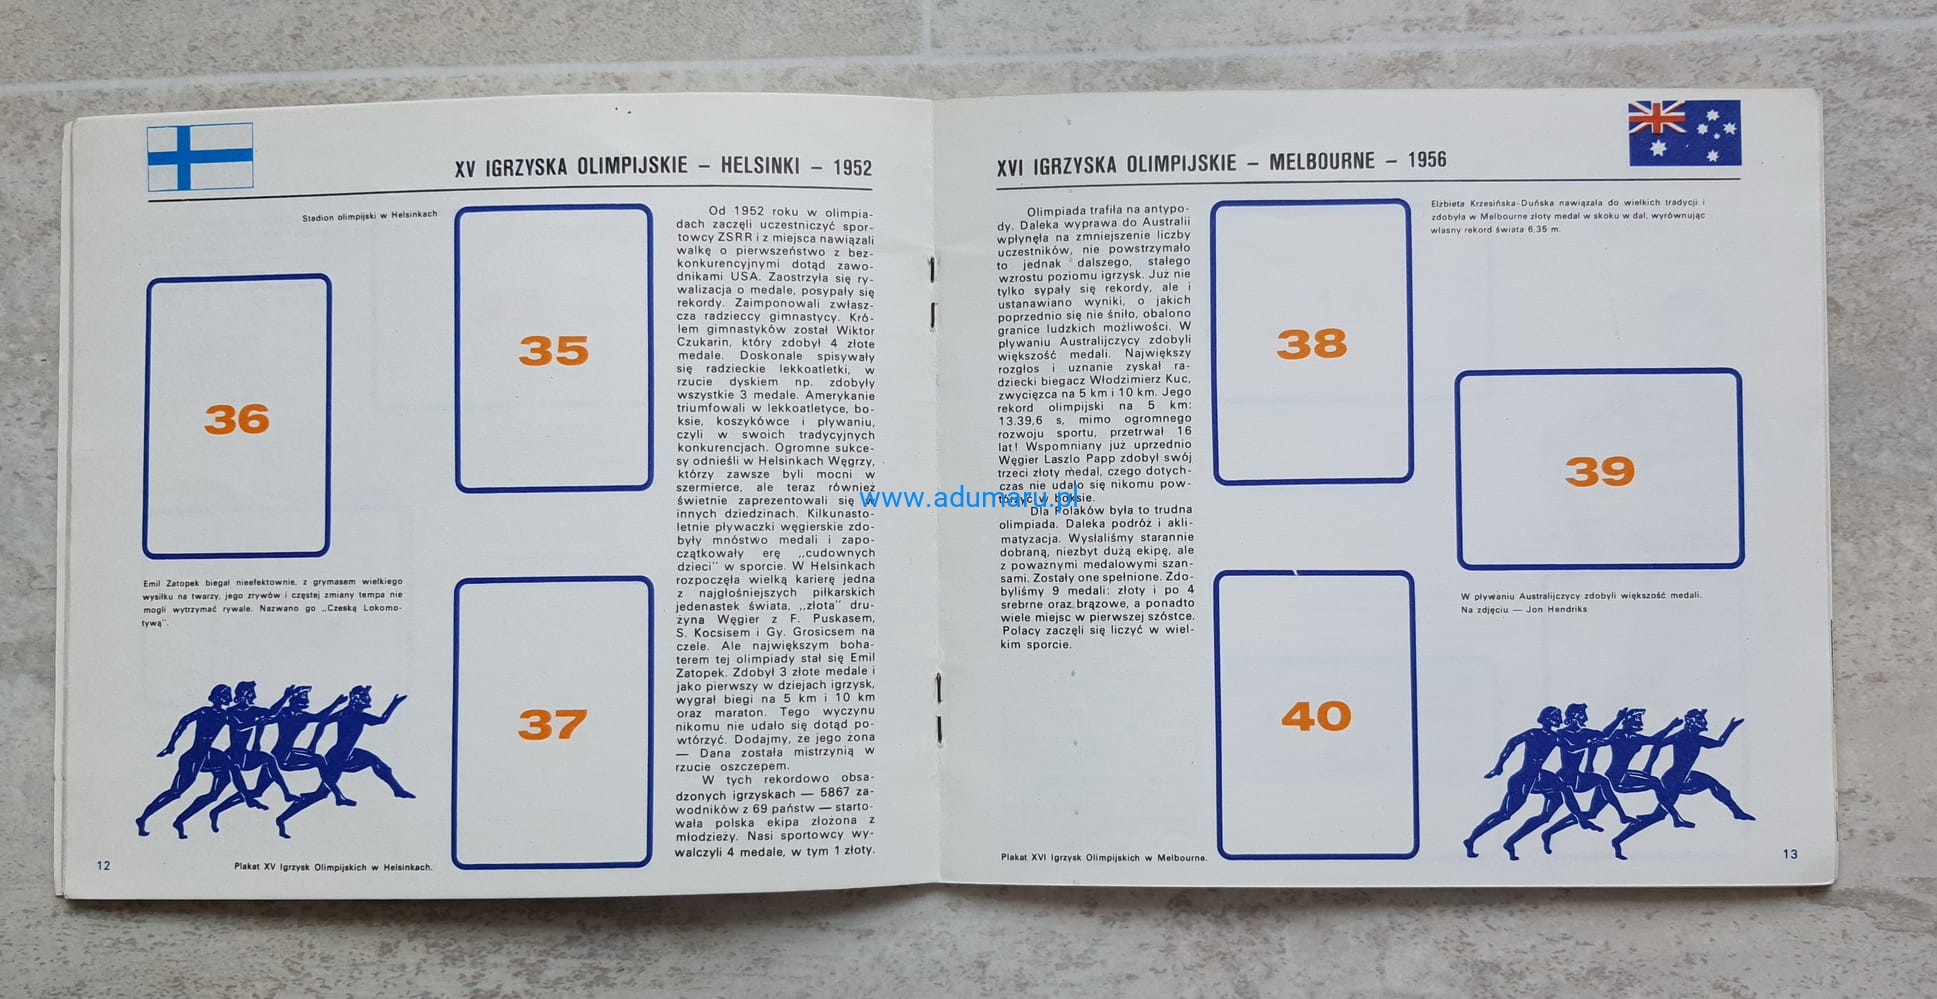 XV IGRZYSKA OLIMPIJSKIE – HELSINKI – 1952
Stadion olimpijski w Helsinkach
35
36
Emil Zatopek biegał nieefektownie, z grymasem wielkiego
wysiłku na twarzy, jego zrywów i częstej zmiany tempa nie
mogli wytrzymać rywale. Nazwano go „Czeską Lokomo-
tywą".
37
Plakat XV Igrzysk Olimpijskich w Helsinkach.
12
Od 1952 roku w olimpia-
dach zaczęli uczestniczyć spor-
towcy ZSRR i z miejsca nawiązali
walkę o pierwszeństwo z bez-
konkurencyjnymi dotąd zawo-
dnikami USA. Zaostrzyła się ry-
walizacja o medale, posypały się
rekordy. Zaimponowali zwłasz-
cza radzieccy gimnastycy. Kró-
lem gimnastyków został Wiktor
Czukarin, który zdobył 4 złote
medale. Doskonale spisywały
się radzieckie lekkoatletki, w
rzucie dyskiem np. zdobyły
wszystkie 3 medale. Amerykanie
triumfowali w lekkoatletyce, bo-
ksie, koszykówce i pływaniu,
czyli w swoich tradycyjnych
konkurencjach. Ogromne sukce-
sy odnieśli w Helsinkach Węgrzy,
którzy zawsze byli mocni w
szermierce, ale teraz również
świetnie zaprezentowali się w
innych dziedzinach. Kilkunasto-
letnie pływaczki węgierskie zdo-
były mnóstwo medali i zapo-
czątkowały erę „cudownych
dzieci" w sporcie. W Helsinkach
rozpoczęła wielką karierę jedna
z najgłośniejszych piłkarskich
jedenastek świata, „złota" dru-
żyna Węgier z F. Puskasem,
S. Kocsisem i Gy. Grosicsem na
czele. Ale największym boha-
terem tej olimpiady stał się Emil
Zatopek. Zdobył 3 złote medale i
jako pierwszy w dziejach igrzysk,
wygrał biegi na 5 km i 10 km
oraz maraton. Tego wyczynu
nikomu nie udało się dotąd po-
wtórzyć. Dodajmy, że jego żona
— Dana została mistrzynią w
rzucie oszczepem.
W tych rekordowo obsa-
dzonych igrzyskach — 5867 za-
wodników z 69 państw — starto-
wała polska ekipa złożona z
młodzieży. Nasi sportowcy wy-
walczyli 4 medale, w tym 1 złoty.
XVI IGRZYSKA OLIMPIJSKIE – MELBOURNE – 1956
Olimpiada trafiła na antypo-
dy. Daleka wyprawa do Australii
wpłynęła na zmniejszenie liczby
uczestników, nie powstrzymało
to jednak dalszego, stałego
wzrostu poziomu igrzysk. Już nie
tylko sypały się rekordy, ale i
ustanawiano wyniki, o jakich
poprzednio się nie śniło, obalono
granice ludzkich możliwości. W
pływaniu Australijczycy zdobyli
większość medali. Największy
rozgłos i uznanie zyskał ra-
dziecki biegacz Włodzimierz Kuc,
zwycięzca na 5 km i 10 km. Jego
rekord olimpijski na 5 km:
13.39,6 s, mimo ogromnego
rozwoju sportu, przetrwał 16
lat! Wspomniany już uprzednio
Węgier Laszlo Papp zdobył swój
trzeci złoty medal, czego dotych-
czas nie udało się nikomu pow-
tórzyć w boksie.
Dla Polaków była to trudna
olimpiada. Daleka podróż i akli-
matyzacja. Wysłaliśmy starannie
dobraną, niezbyt dużą ekipę, ale
z poważnymi medalowymi szan-
sami. Zostały one spełnione. Zdo-
byliśmy 9 medali: złoty i po 4
srebrne oraz brązowe, a ponadto
wiele miejsc w pierwszej szóstce.
Polacy zaczęli się liczyć w wiel-
kim sporcie.
38
Elżbieta Krzesińska-Duńska nawiązała do wielkich tradycji i
zdobyła w Melbourne złoty medal w skoku w dal, wyrównując
własny rekord świata 6,35 m.
39
W pływaniu Australijczycy zdobyli większość medali.
Na zdjęciu — Jon Hendriks
40
Plakat XVI Igrzysk Olimpijskich w Melbourne.
13
www.adumaru.pl